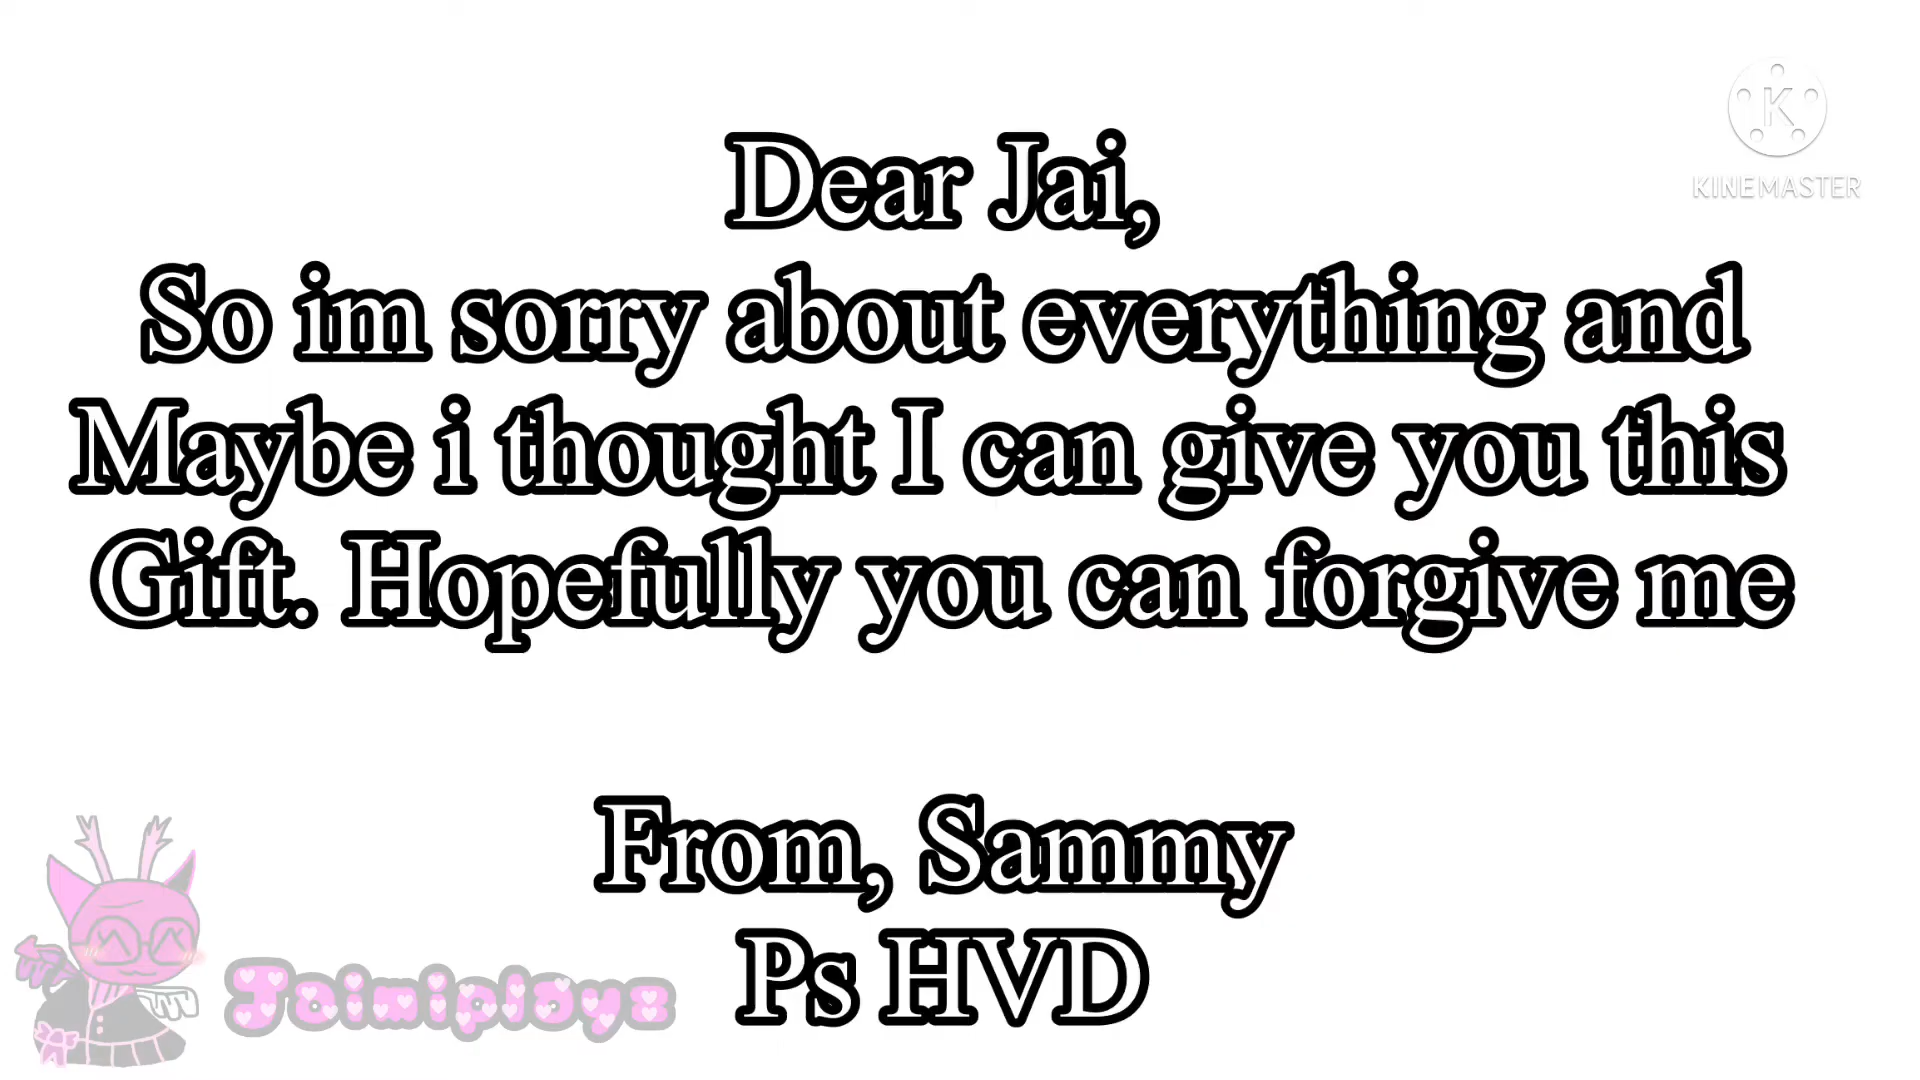 K
KINEMASTER
Dear Jai,
So im sorry about everything and
Maybe i thought I can give you this
Gift. Hopefully you can forgive me
From, Sammy
Ps HVD
Jaimiplayz